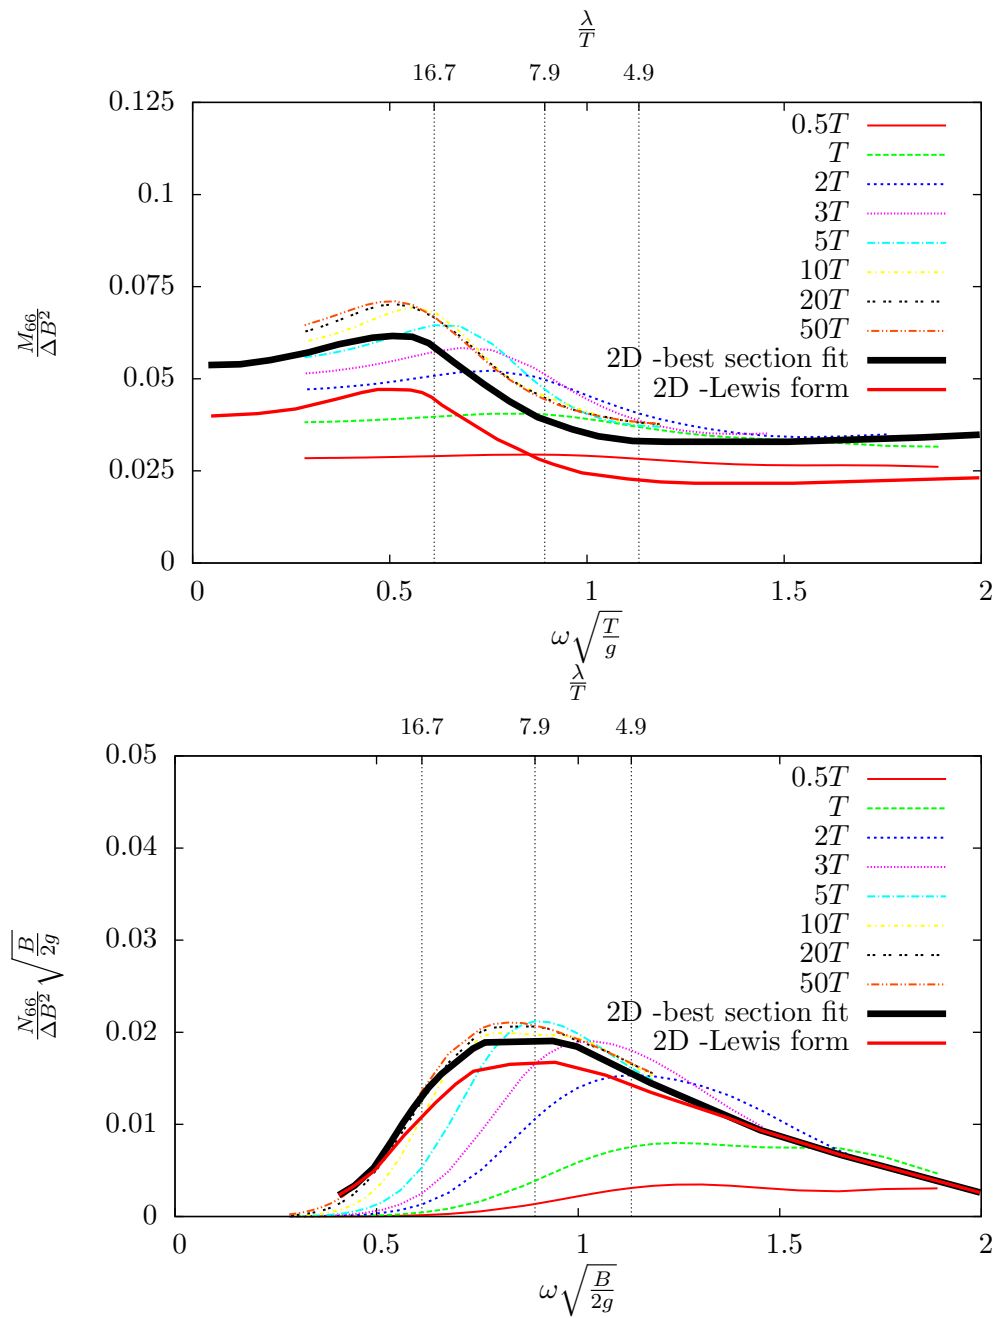 λ/T
16.7 7.9 4.9
0.125
0.1
0.075
0.05
0.025
0
M66/ΔB²
0.5T
T
2T
3T
5T
10T
20T
50T
2D -best section fit
2D -Lewis form
0 0.5 1 1.5 2
ω√(T/g)
λ/T
16.7 7.9 4.9
0.05
0.04
0.03
0.02
0.01
0
N66/ΔB² √(B/2g)
0.5T
T
2T
3T
5T
10T
20T
50T
2D -best section fit
2D -Lewis form
0 0.5 1 1.5 2
ω√(B/2g)